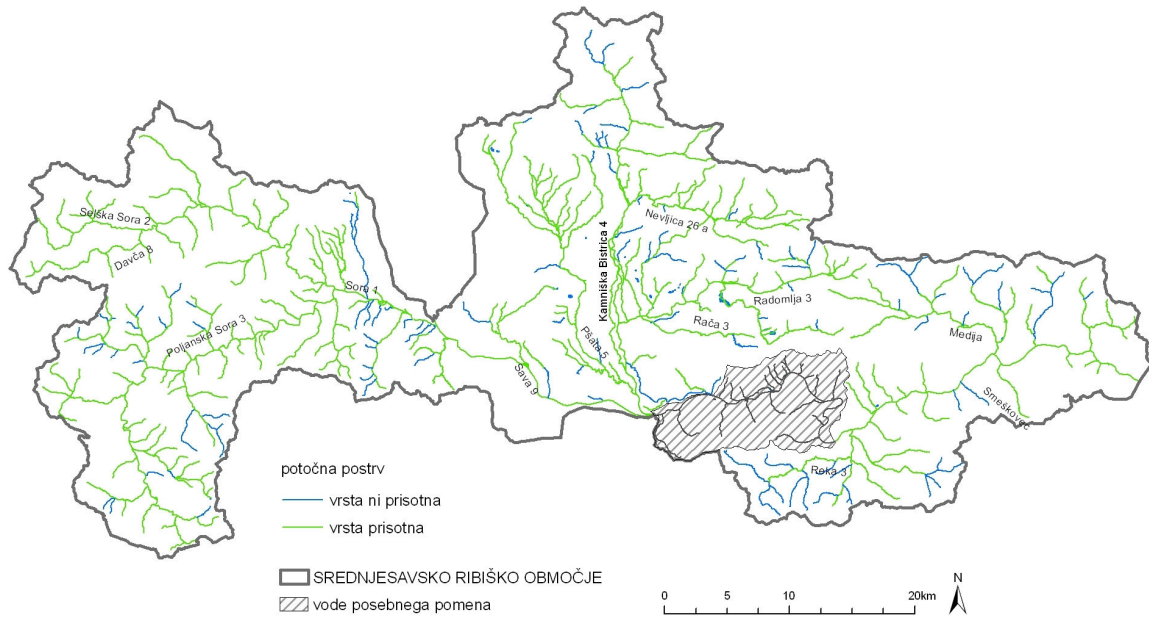 Selška Sora 2
Davča 8
Poljanska Sora 3
Sora 1
Sava 9
Pšata 5
Kamniška Bistrica 4
Nevljica 26 a
Radomlja 3
Rača 3
Medija
Smeškovec
Reka 3
potočna postrv
vrsta ni prisotna
vrsta prisotna
SREDNJESAVSKO RIBIŠKO OBMOČJE
vode posebnega pomena
0 5 10 20km
N